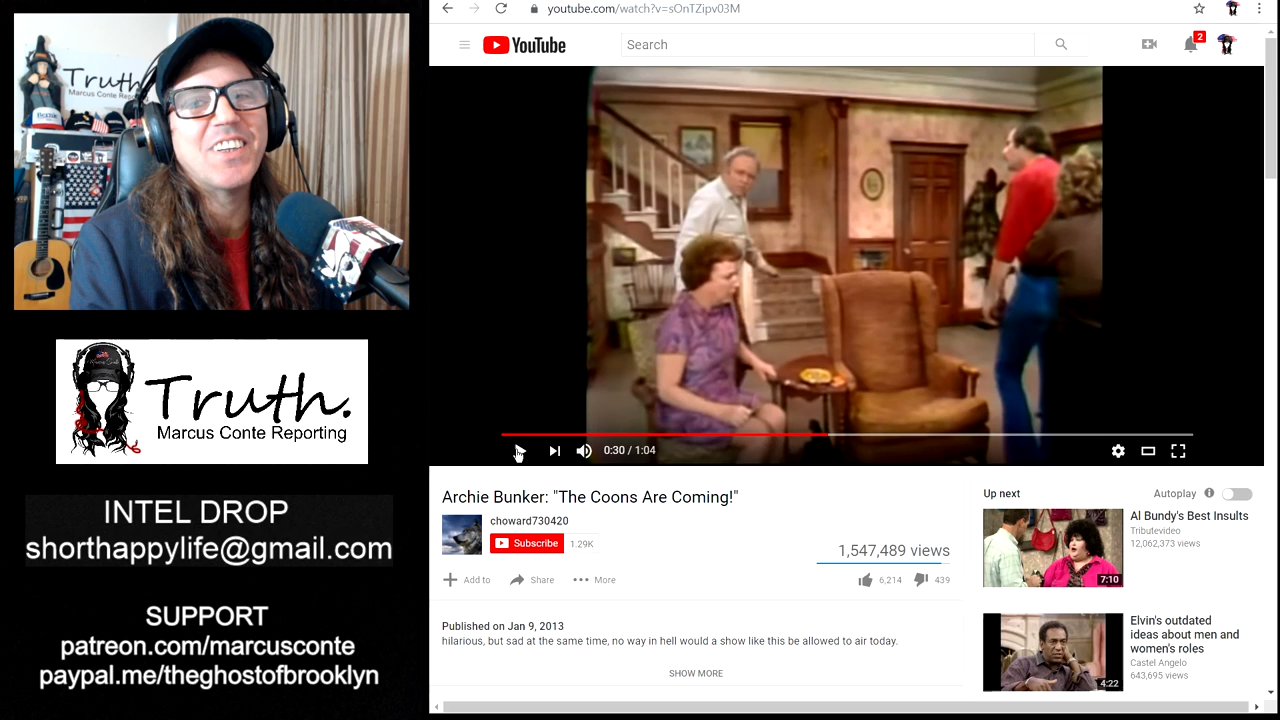 Truth.
Marcus Conte Reporting
youtube.com/watch?v=sOnTZipv03M
YouTube
Search
2
0:30 / 1:04
Truth.
Marcus Conte Reporting
INTEL DROP
shorthappylife@gmail.com
SUPPORT
patreon.com/marcusconte
paypal.me/theghostofbrooklyn
Archie Bunker: "The Coons Are Coming!"
choward730420
Subscribe 1.29K
1,547,489 views
Add to Share More 6,214 439
Published on Jan 9, 2013
hilarious, but sad at the same time, no way in hell would a show like this be allowed to air today.
SHOW MORE
Up next Autoplay
Al Bundy's Best Insults
Tributevideo
12,062,373 views
7:10
Elvin's outdated
ideas about men and
women's roles
Castel Angelo
643,695 views
4:22